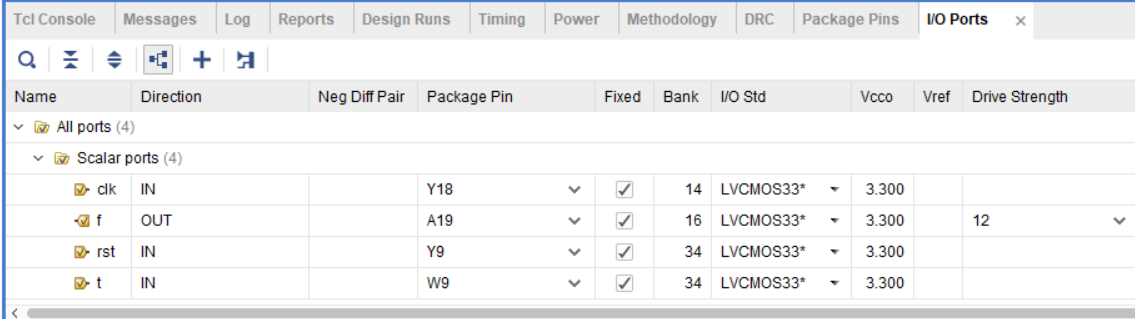 Tcl Console Messages Log Reports Design Runs Timing Power Methodology DRC Package Pins I/O Ports ×
Name Direction Neg Diff Pair Package Pin Fixed Bank I/O Std Vcco Vref Drive Strength
All ports (4)
Scalar ports (4)
clk IN Y18 14 LVCMOS33* 3.300
f OUT A19 16 LVCMOS33* 3.300 12
rst IN Y9 34 LVCMOS33* 3.300
t IN W9 34 LVCMOS33* 3.300